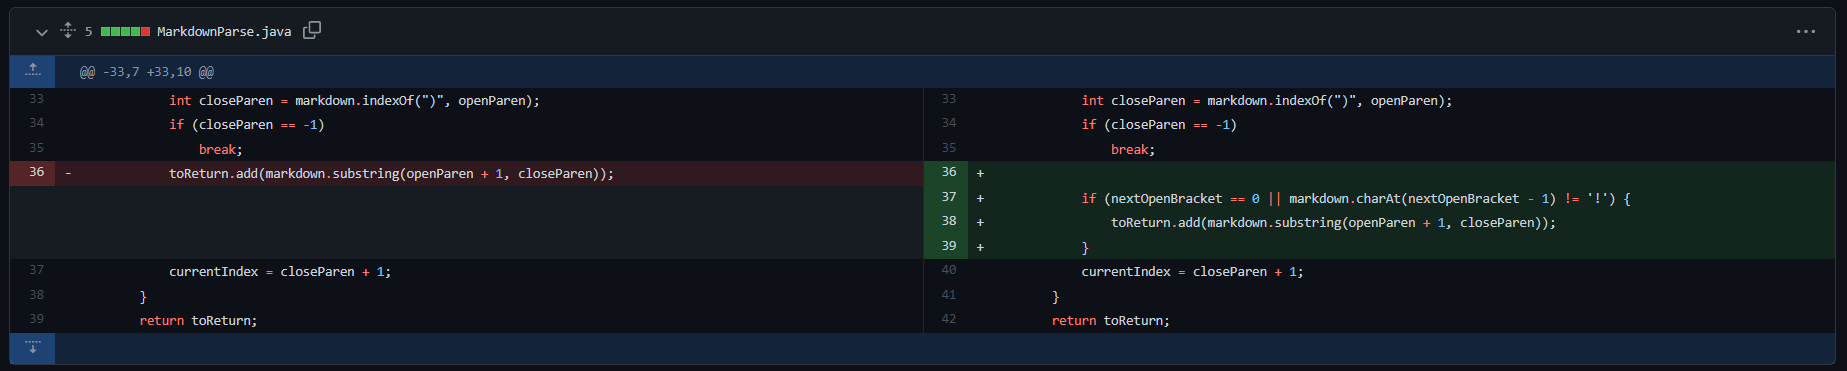 5 MarkdownParse.java
@@ -33,7 +33,10 @@
33 int closeParen = markdown.indexOf(")", openParen);
34 if (closeParen == -1)
35 break;
36 - toReturn.add(markdown.substring(openParen + 1, closeParen));
37 currentIndex = closeParen + 1;
38 }
39 return toReturn;
33 int closeParen = markdown.indexOf(")", openParen);
34 if (closeParen == -1)
35 break;
36 +
37 + if (nextOpenBracket == 0 || markdown.charAt(nextOpenBracket - 1) != '!') {
38 + toReturn.add(markdown.substring(openParen + 1, closeParen));
39 + }
40 currentIndex = closeParen + 1;
41 }
42 return toReturn;